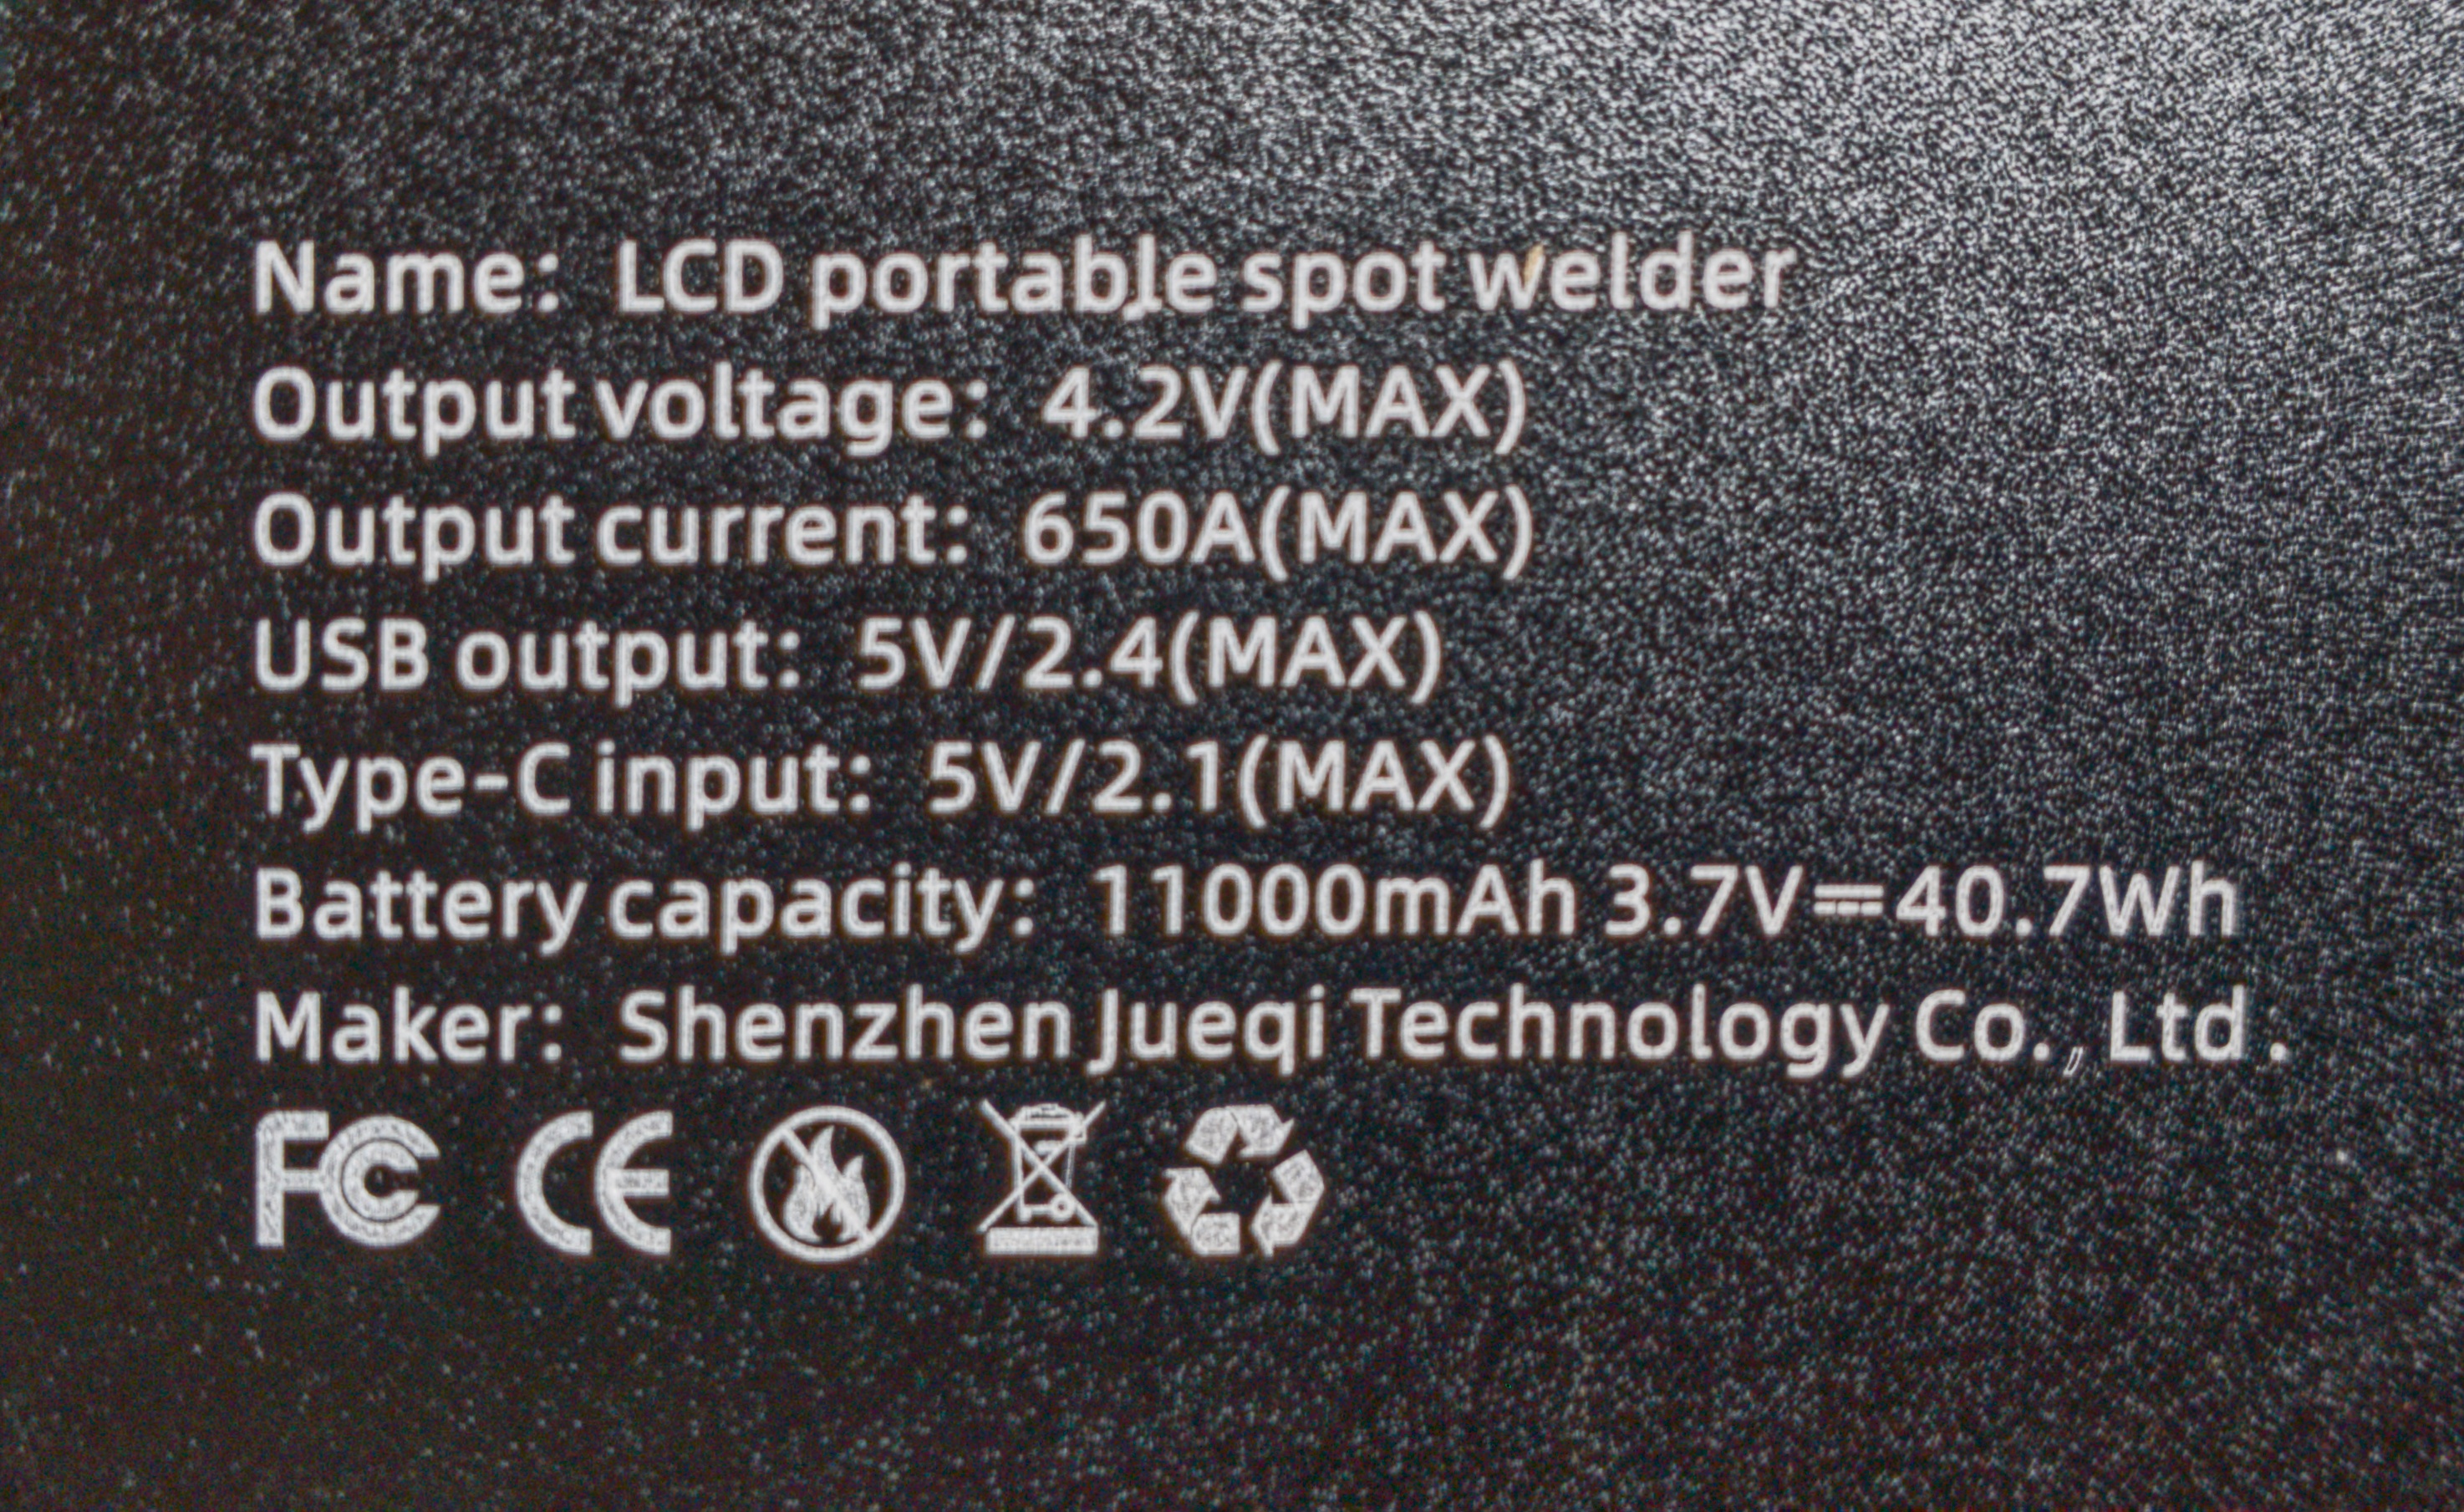 Name: LCD portable spot welder
Output voltage: 4.2V(MAX)
Output current: 650A(MAX)
USB output: 5V/2.4(MAX)
Type-C input: 5V/2.1(MAX)
Battery capacity: 11000mAh 3.7V⎓40.7Wh
Maker: Shenzhen Jueqi Technology Co., Ltd .
FC CE